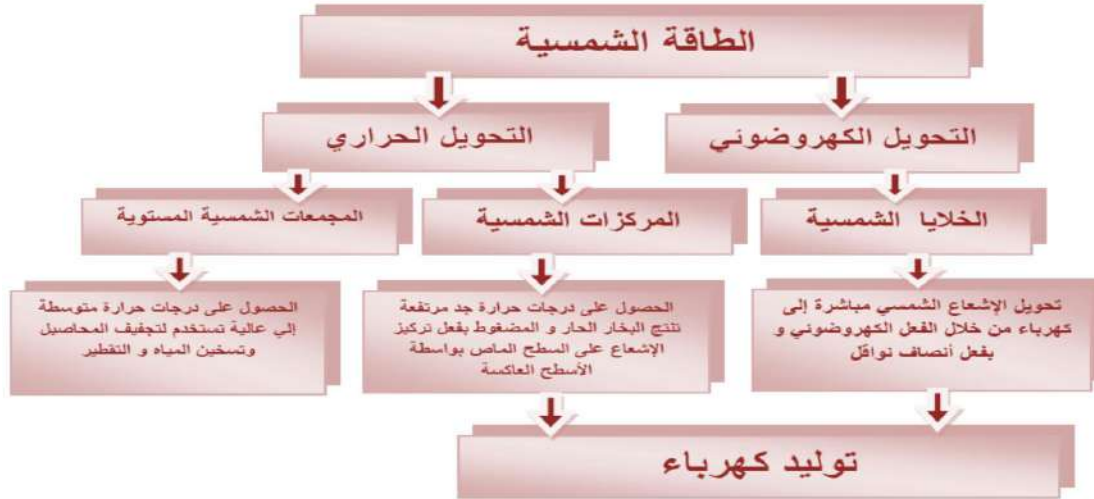 الطاقة الشمسية
التحويل الكهروضوئي
التحويل الحراري
الخلايا الشمسية
المركزات الشمسية
المجمعات الشمسية المستوية
تحويل الإشعاع الشمسي مباشرة إلى
كهرباء من خلال الفعل الكهروضوئي و
بفعل أنصاف نواقل
الحصول على درجات حرارة جد مرتفعة
تنتج البخار الحار و المضغوط بفعل تركيز
الإشعاع على السطح الماص بواسطة
الأسطح العاكسة
الحصول على درجات حرارة متوسطة
إلي عالية تستخدم لتجفيف المحاصيل
وتسخين المياه و التقطير
توليد كهرباء